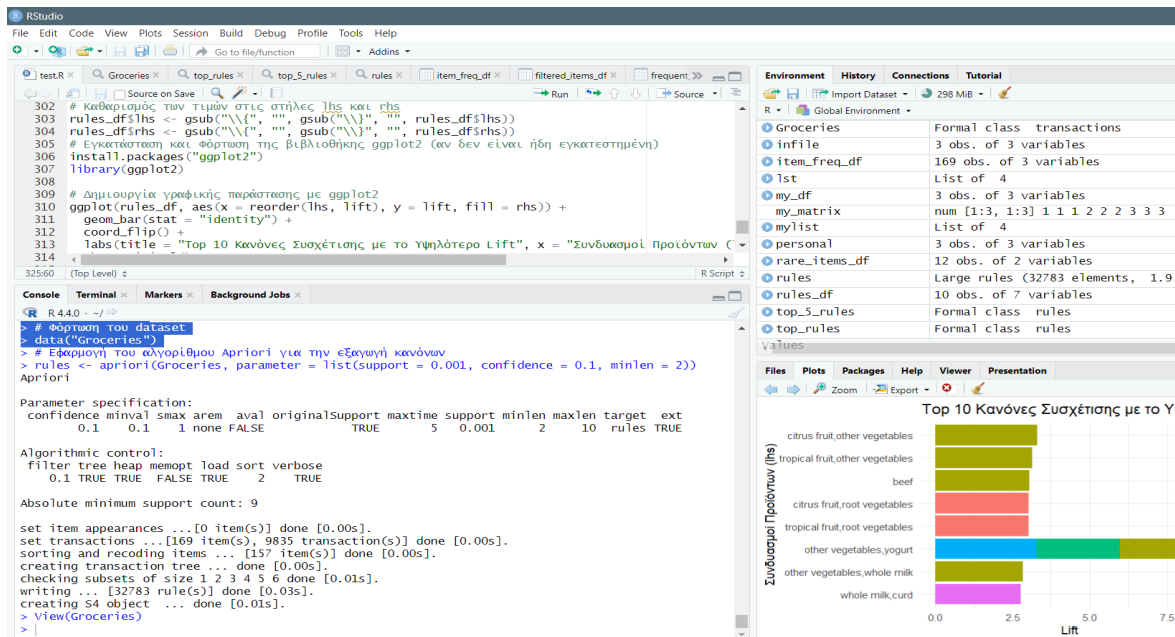 RStudio
File Edit Code View Plots Session Build Debug Profile Tools Help
Go to file/function Addins
test.R Groceries top_rules top_5_rules rules item_freq_df filtered_items_df frequent
Source on Save Run Source
302 # Καθαρισμός των τιμών στις στήλες lhs και rhs
303 rules_df$lhs <- gsub("\\{", "", gsub("\\}", "", rules_df$lhs))
304 rules_df$rhs <- gsub("\\{", "", gsub("\\}", "", rules_df$rhs))
305 # Εγκατάσταση και Φόρτωση της βιβλιοθήκης ggplot2 (αν δεν είναι ήδη εγκατεστημένη)
306 install.packages("ggplot2")
307 library(ggplot2)
308
309 # Δημιουργία γραφικής παράστασης με ggplot2
310 ggplot(rules_df, aes(x = reorder(lhs, lift), y = lift, fill = rhs)) +
311 geom_bar(stat = "identity") +
312 coord_flip() +
313 labs(title = "Top 10 Κανόνες Συσχέτισης με το Υψηλότερο Lift", x = "Συνδυασμοί Προϊόντων (
314
325:60 (Top Level) R Script
Console Terminal Markers Background Jobs
R 4.4.0 · ~/
> # Φόρτωση του dataset
> data("Groceries")
> # Εφαρμογή του αλγορίθμου Apriori για την εξαγωγή κανόνων
> rules <- apriori(Groceries, parameter = list(support = 0.001, confidence = 0.1, minlen = 2))
Apriori
Parameter specification:
confidence minval smax arem aval originalSupport maxtime support minlen maxlen target ext
0.1 0.1 1 none FALSE TRUE 5 0.001 2 10 rules TRUE
Algorithmic control:
filter tree heap memopt load sort verbose
0.1 TRUE TRUE FALSE TRUE 2 TRUE
Absolute minimum support count: 9
set item appearances ...[0 item(s)] done [0.00s].
set transactions ...[169 item(s), 9835 transaction(s)] done [0.00s].
sorting and recoding items ... [157 item(s)] done [0.00s].
creating transaction tree ... done [0.00s].
checking subsets of size 1 2 3 4 5 6 done [0.01s].
writing ... [32783 rule(s)] done [0.03s].
creating S4 object ... done [0.01s].
> View(Groceries)
>
Environment History Connections Tutorial
Import Dataset 298 MiB
R Global Environment
Groceries Formal class transactions
infile 3 obs. of 3 variables
item_freq_df 169 obs. of 3 variables
lst List of 4
my_df 3 obs. of 3 variables
my_matrix num [1:3, 1:3] 1 1 1 2 2 2 3 3 3
mylist List of 4
personal 3 obs. of 3 variables
rare_items_df 12 obs. of 2 variables
rules Large rules (32783 elements, 1.9
rules_df 10 obs. of 7 variables
top_5_rules Formal class rules
top_rules Formal class rules
Values
Files Plots Packages Help Viewer Presentation
Zoom Export
Top 10 Κανόνες Συσχέτισης με το Υ
Συνδυασμοί Προϊόντων (lhs)
citrus fruit,other vegetables
tropical fruit,other vegetables
beef
citrus fruit,root vegetables
tropical fruit,root vegetables
other vegetables,yogurt
other vegetables,whole milk
whole milk,curd
0.0 2.5 5.0 7.5
Lift